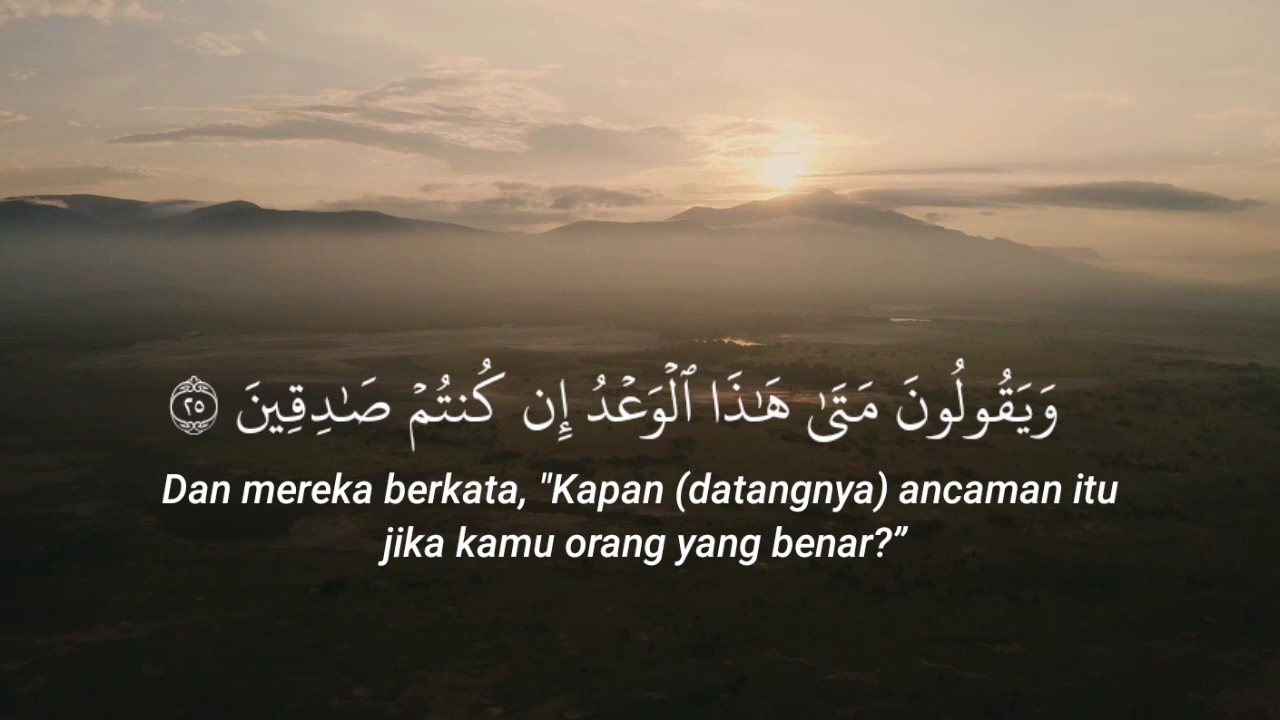 وَيَقُولُونَ مَتَىٰ هَـٰذَا ٱلْوَعْدُ إِن كُنتُمْ صَـٰدِقِينَ ٢٥
Dan mereka berkata, "Kapan (datangnya) ancaman itu
jika kamu orang yang benar?”